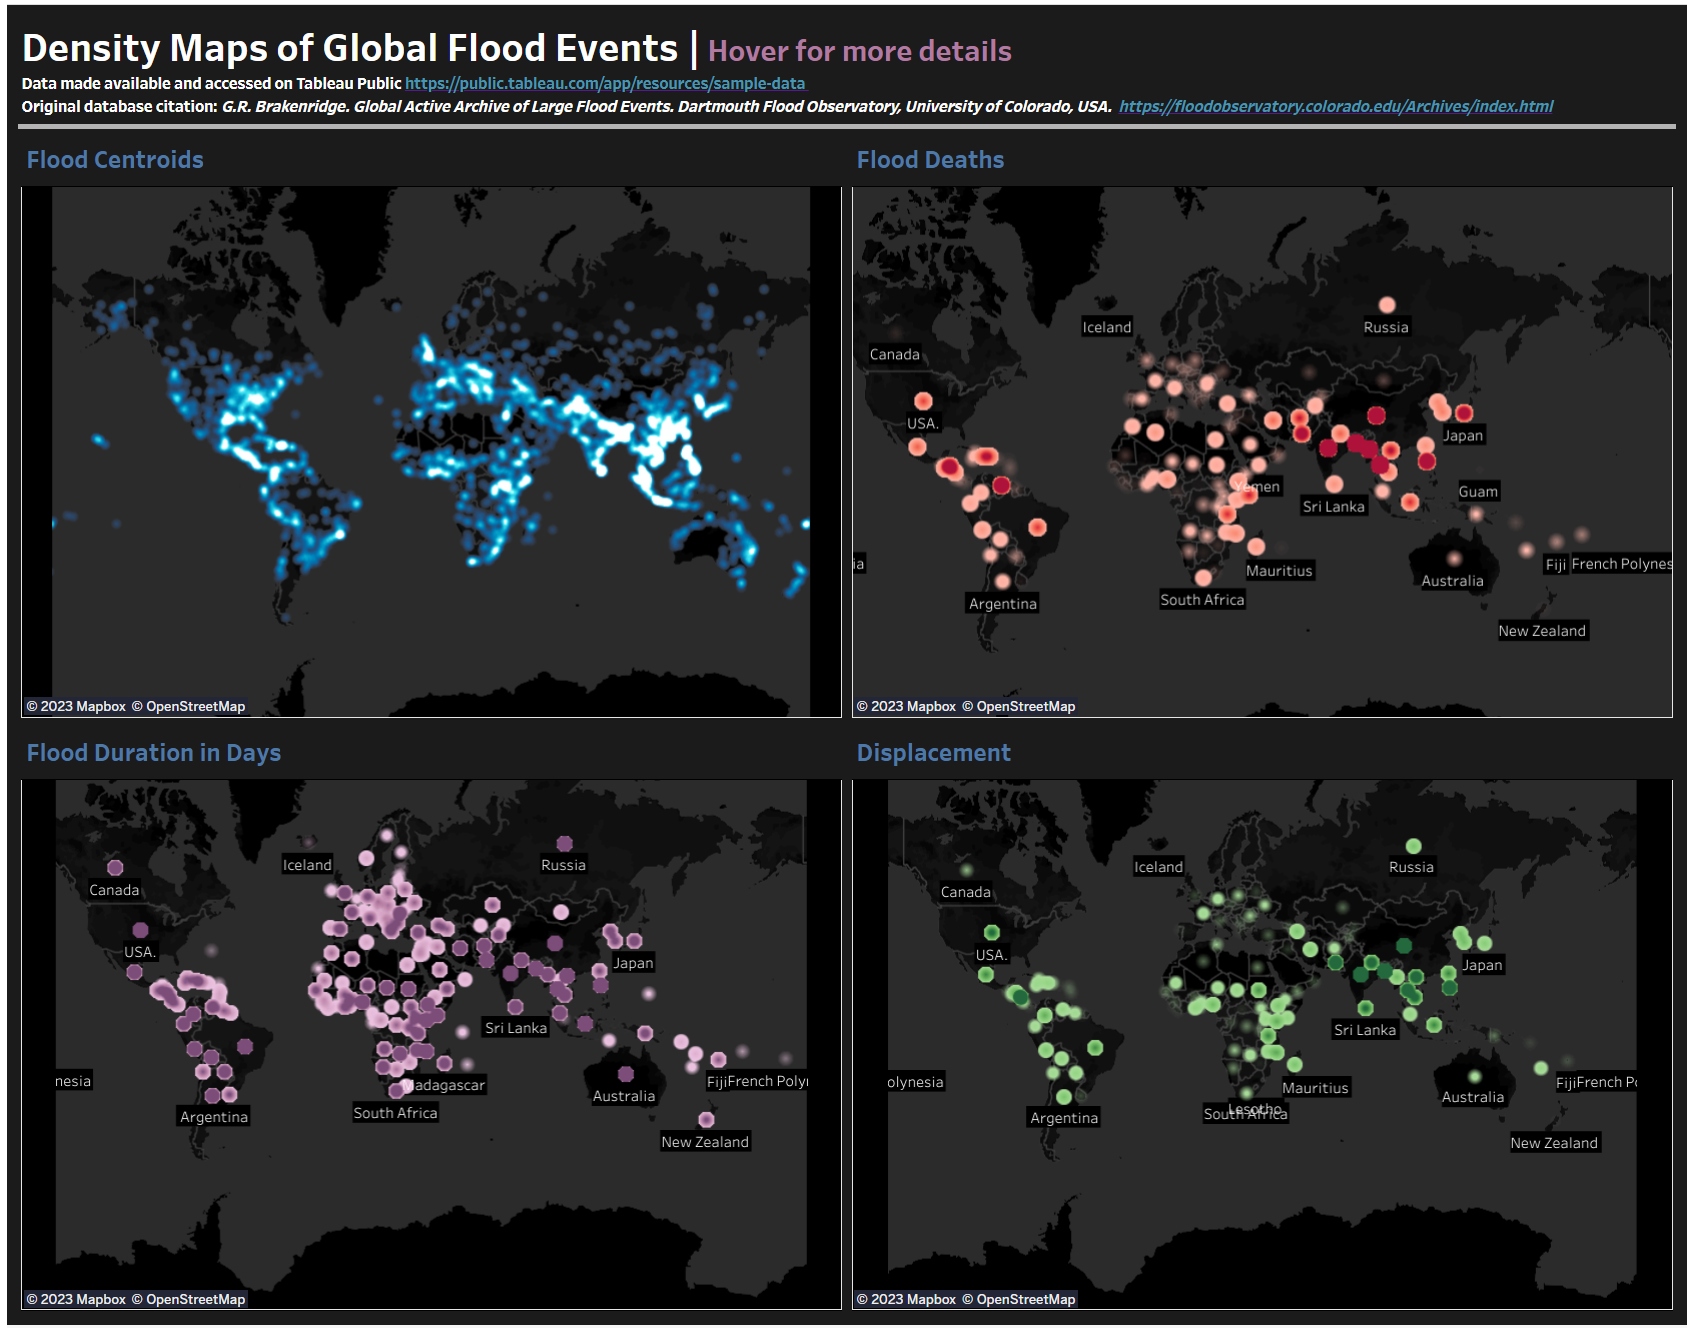 Density Maps of Global Flood Events | Hover for more details
Data made available and accessed on Tableau Public https://public.tableau.com/app/resources/sample-data
Original database citation: G.R. Brakenridge. Global Active Archive of Large Flood Events. Dartmouth Flood Observatory, University of Colorado, USA. https://floodobservatory.colorado.edu/Archives/index.html
Flood Centroids
© 2023 Mapbox © OpenStreetMap
Flood Deaths
Iceland
Russia
Canada
USA.
Japan
Yemen
Guam
Sri Lanka
ia
Fiji
French Polynes
Mauritius
Australia
South Africa
Argentina
New Zealand
© 2023 Mapbox © OpenStreetMap
Flood Duration in Days
Iceland
Russia
Canada
USA.
Japan
Sri Lanka
nesia
FijiFrench Polyı
Madagascar
Australia
South Africa
Argentina
New Zealand
© 2023 Mapbox © OpenStreetMap
Displacement
Iceland
Russia
Canada
USA.
Japan
Sri Lanka
olynesia
FijiFrench Po
Mauritius
Australia
Lesotho
South Africa
Argentina
New Zealand
© 2023 Mapbox © OpenStreetMap